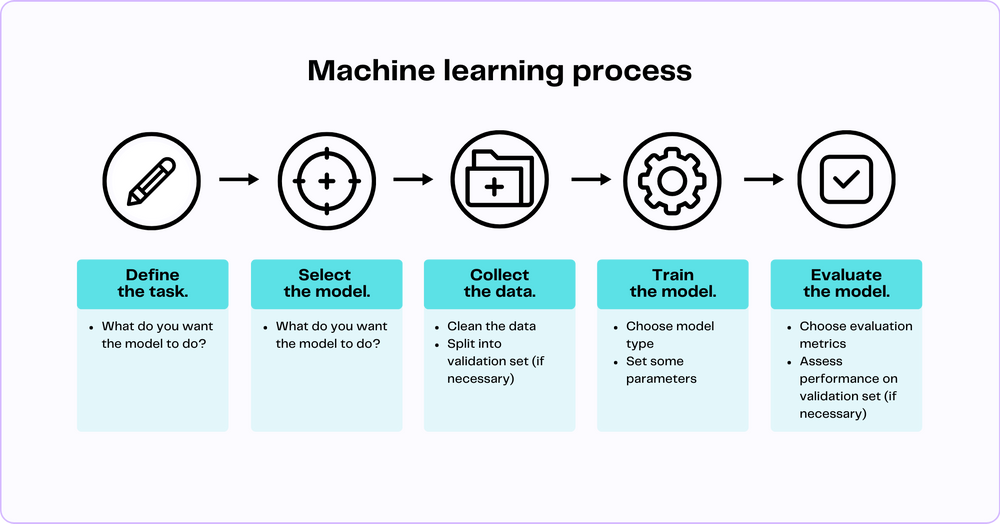 Machine learning process
Define
the task.
• What do you want
the model to do?
Select
the model.
• What do you want
the model to do?
Collect
the data.
• Clean the data
• Split into
validation set (if
necessary)
Train
the model.
• Choose model
type
• Set some
parameters
Evaluate
the model.
• Choose evaluation
metrics
• Assess
performance on
validation set (if
necessary)